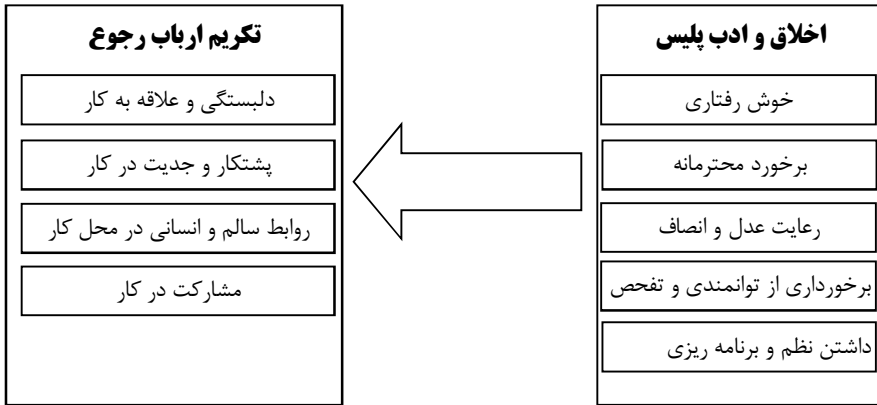 اخلاق و ادب پلیس
خوش رفتاری
برخورد محترمانه
رعایت عدل و انصاف
برخورداری از توانمندی و تفحص
داشتن نظم و برنامه ریزی
تکریم ارباب رجوع
دلبستگی و علاقه به کار
پشتکار و جدیت در کار
روابط سالم و انسانی در محل کار
مشارکت در کار